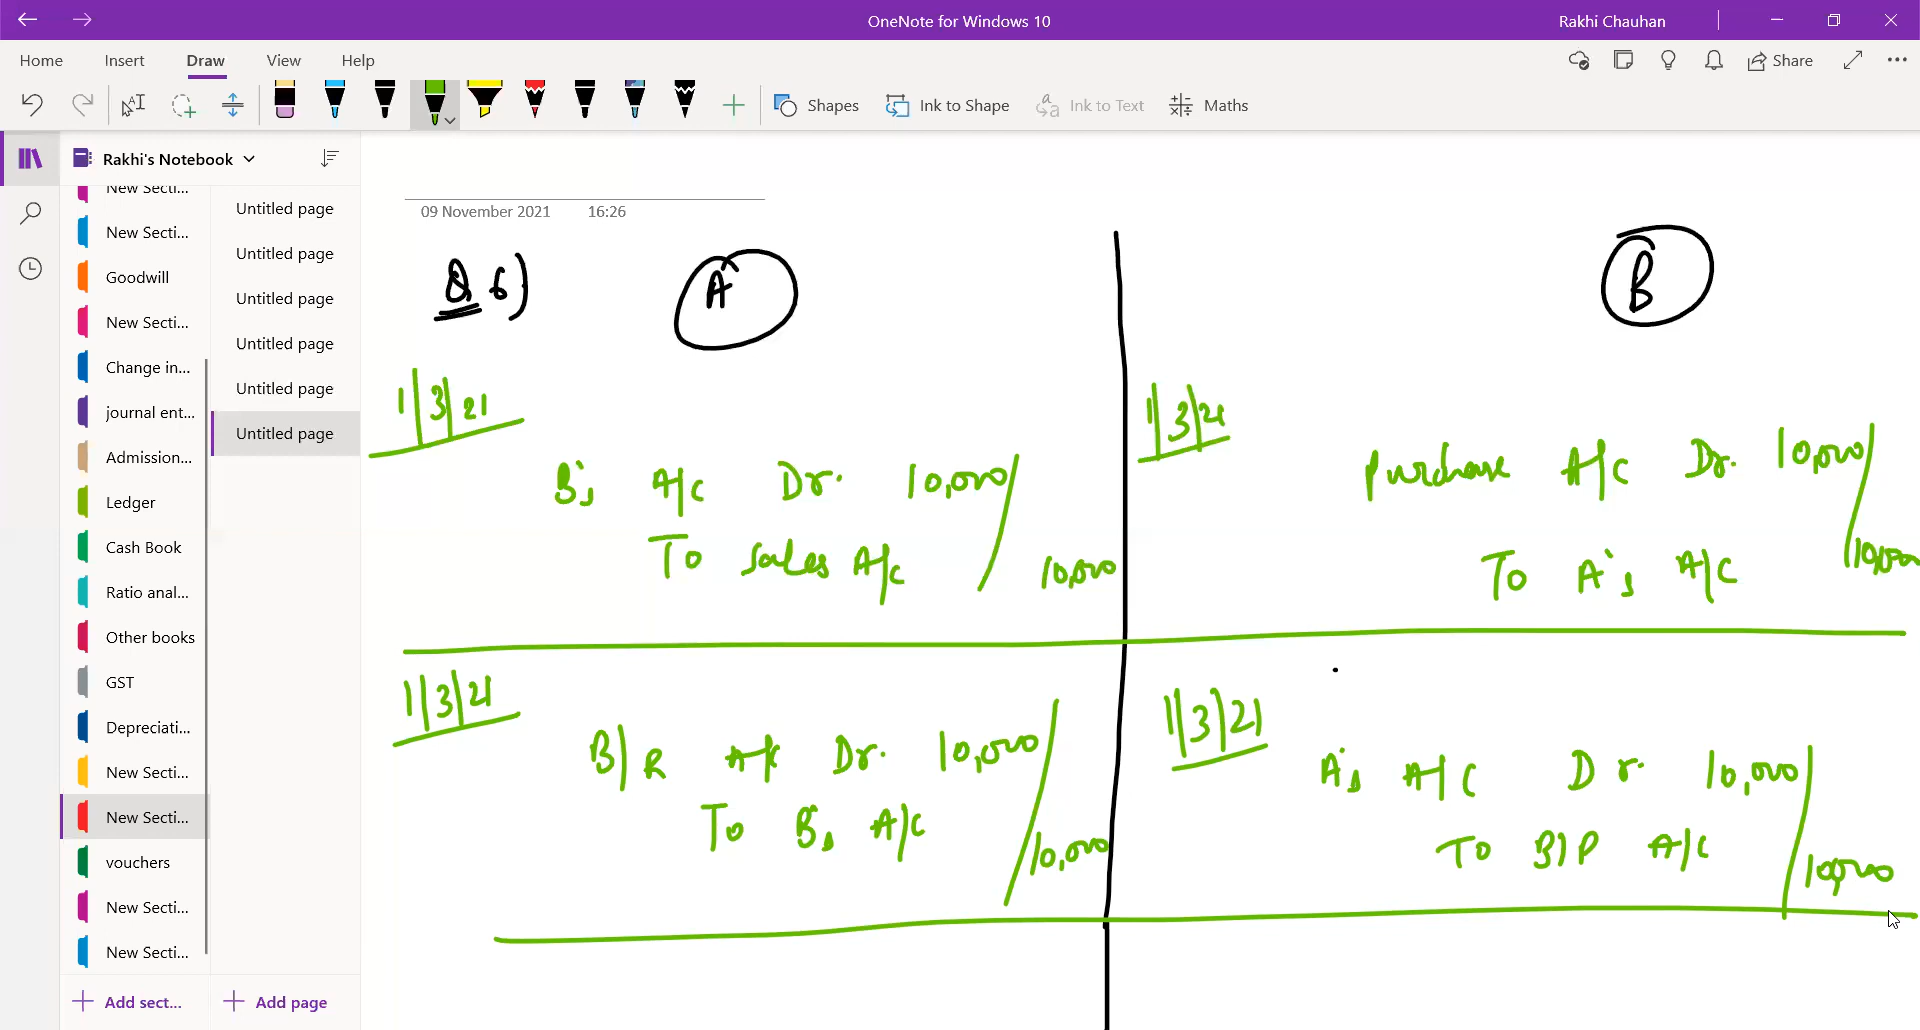 OneNote for Windows 10
Rakhi Chauhan
Home Insert Draw View Help
Share
Shapes Ink to Shape Ink to Text Maths
Rakhi's Notebook
New Secti...
New Secti...
Goodwill
New Secti...
Change in...
journal ent...
Admission...
Ledger
Cash Book
Ratio anal...
Other books
GST
Depreciati...
New Secti...
New Secti...
vouchers
New Secti...
New Secti...
Add sect...
Untitled page
Untitled page
Untitled page
Untitled page
Untitled page
Untitled page
Add page
09 November 2021 16:26
Q 6)
A
1/3/21
B's A/C Dr. 10,000
To Sales A/C 10,000
1/3/21
B/R A/c Dr. 10,000
To B's A/C 10,000
B
1/3/21
Purchase A/C Dr. 10,000
To A's A/C 10,000
1/3/21
A's A/C Dr. 10,000
To B/P A/C 10,000